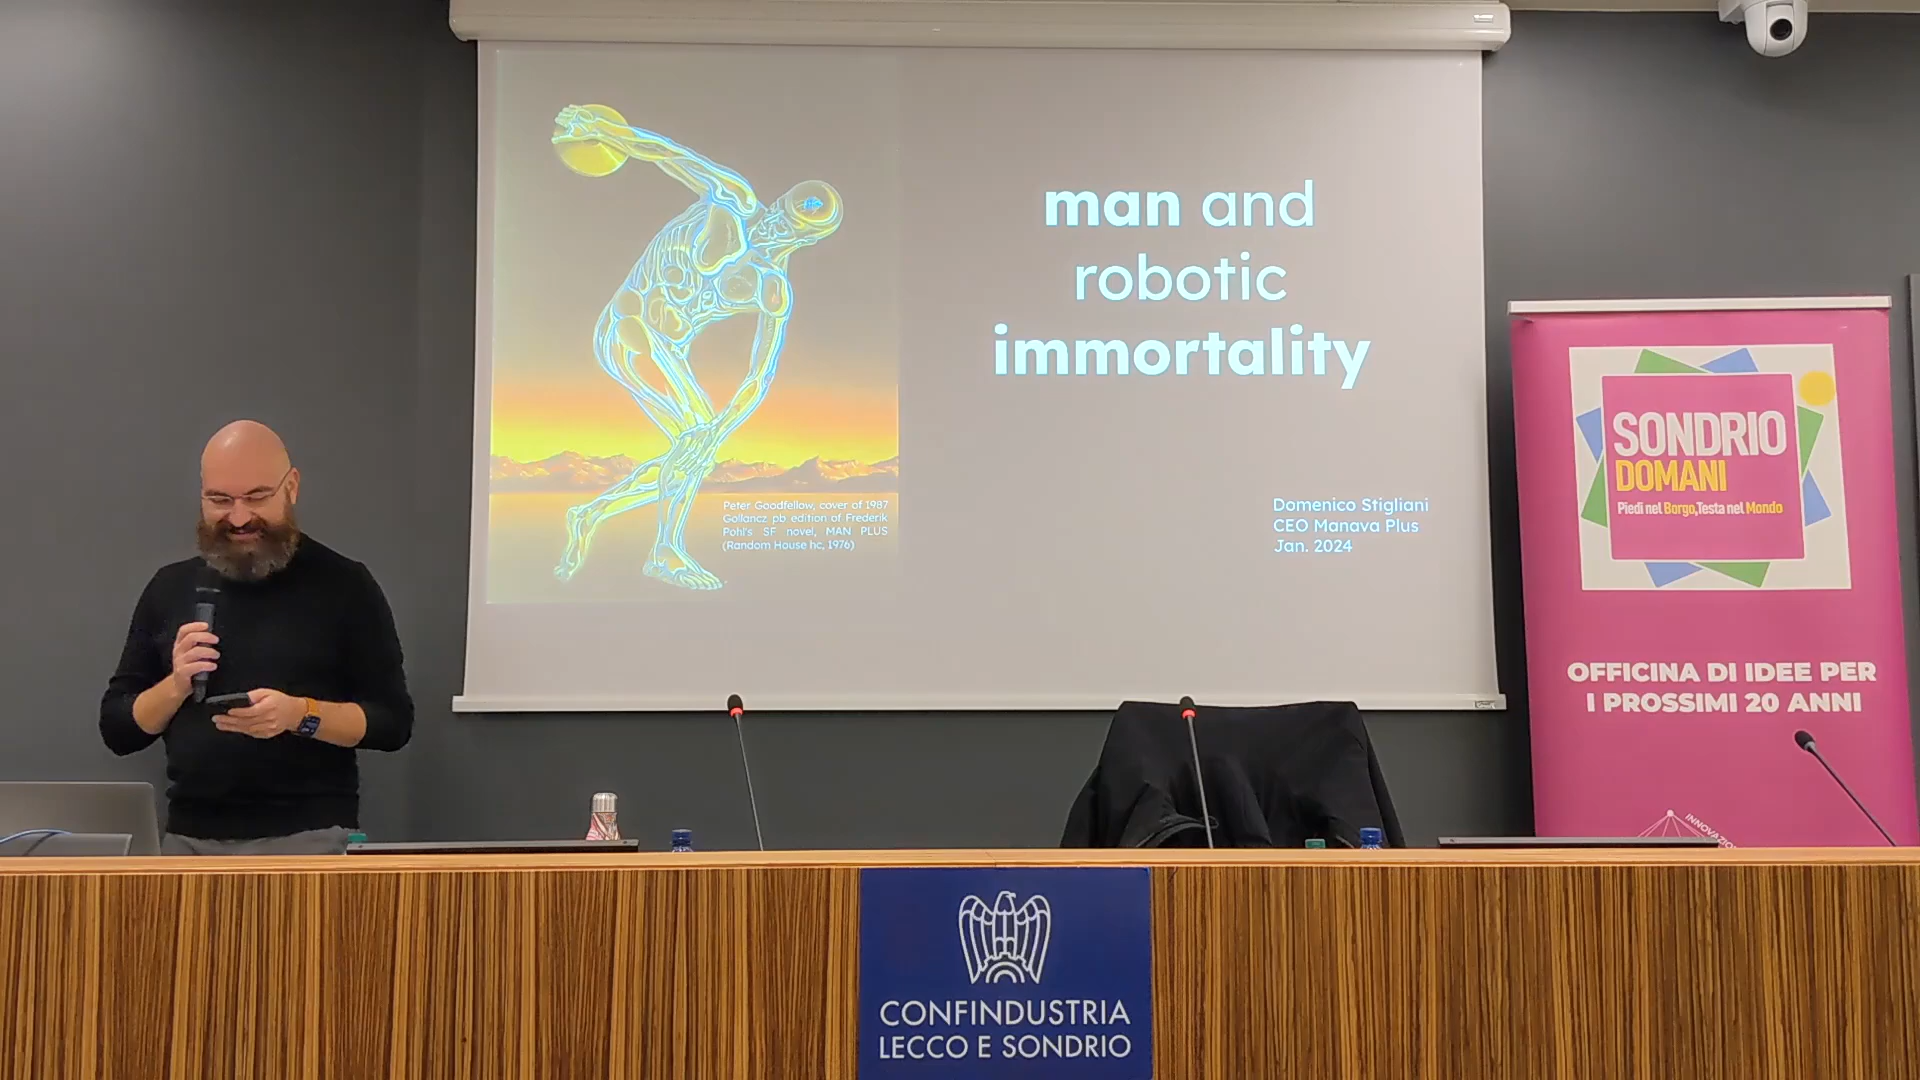 man and
robotic
immortality
Peter Goodfellow, cover of 1987
Gollancz pb edition of Frederik
Pohl's SF novel, MAN PLUS
(Random House hc, 1976)
Domenico Stigliani
CEO Manava Plus
Jan. 2024
SONDRIO
DOMANI
Piedi nel Borgo,Testa nel Mondo
OFFICINA DI IDEE PER
I PROSSIMI 20 ANNI
CONFINDUSTRIA
LECCO E SONDRIO